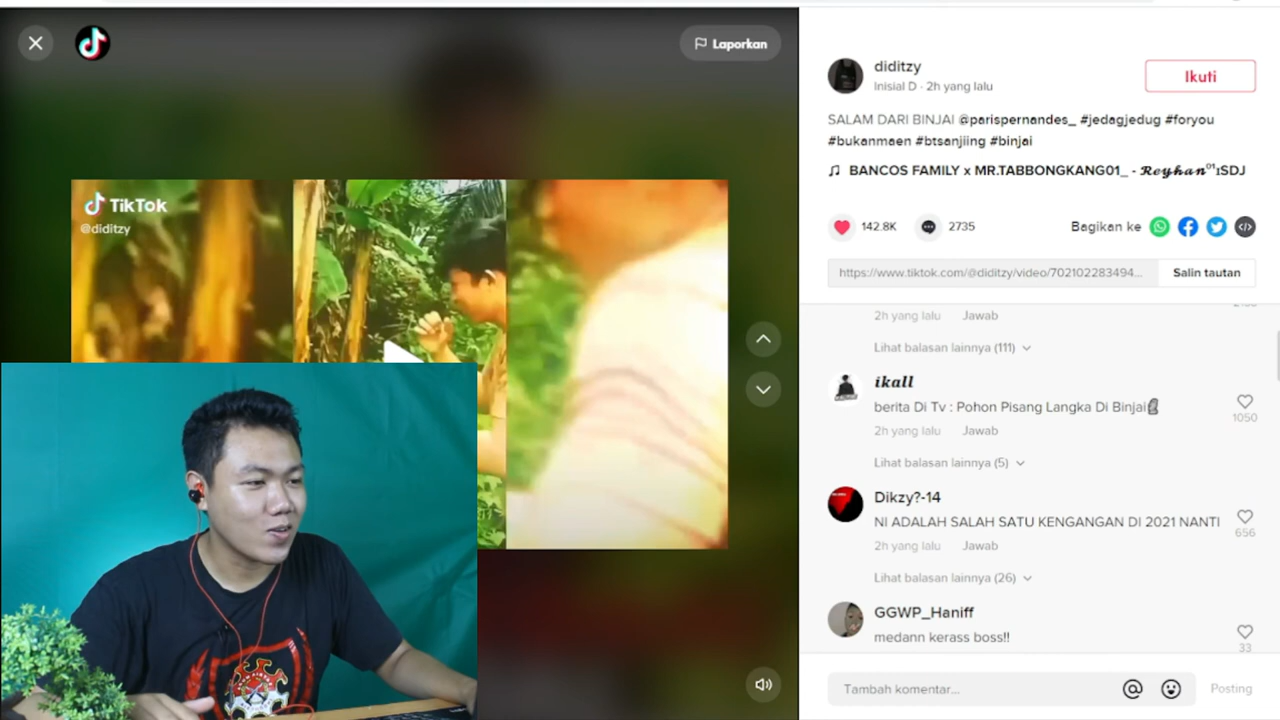 Laporkan
TikTok
@diditzy
diditzy
Inisial D · 2h yang lalu
Ikuti
SALAM DARI BINJAI @parispernandes_ #jedagjedug #foryou
#bukanmaen #btsanjiing #binjai
BANCOS FAMILY x MR.TABBONGKANG01_ - 𝓡𝓮𝔂𝓱𝓪𝓷⁰¹ıSDJ
142.8K
2735
Bagikan ke
https://www.tiktok.com/@diditzy/video/702102283494...
Salin tautan
2h yang lalu Jawab
Lihat balasan lainnya (111)
𝒊𝒌𝒂𝒍𝒍
berita Di Tv : Pohon Pisang Langka Di Binjai🗿
1050
2h yang lalu Jawab
Lihat balasan lainnya (5)
Dikzy?-14
NI ADALAH SALAH SATU KENGANGAN DI 2021 NANTI
656
2h yang lalu Jawab
Lihat balasan lainnya (26)
GGWP_Haniff
medann kerass boss!!
33
Tambah komentar...
Posting